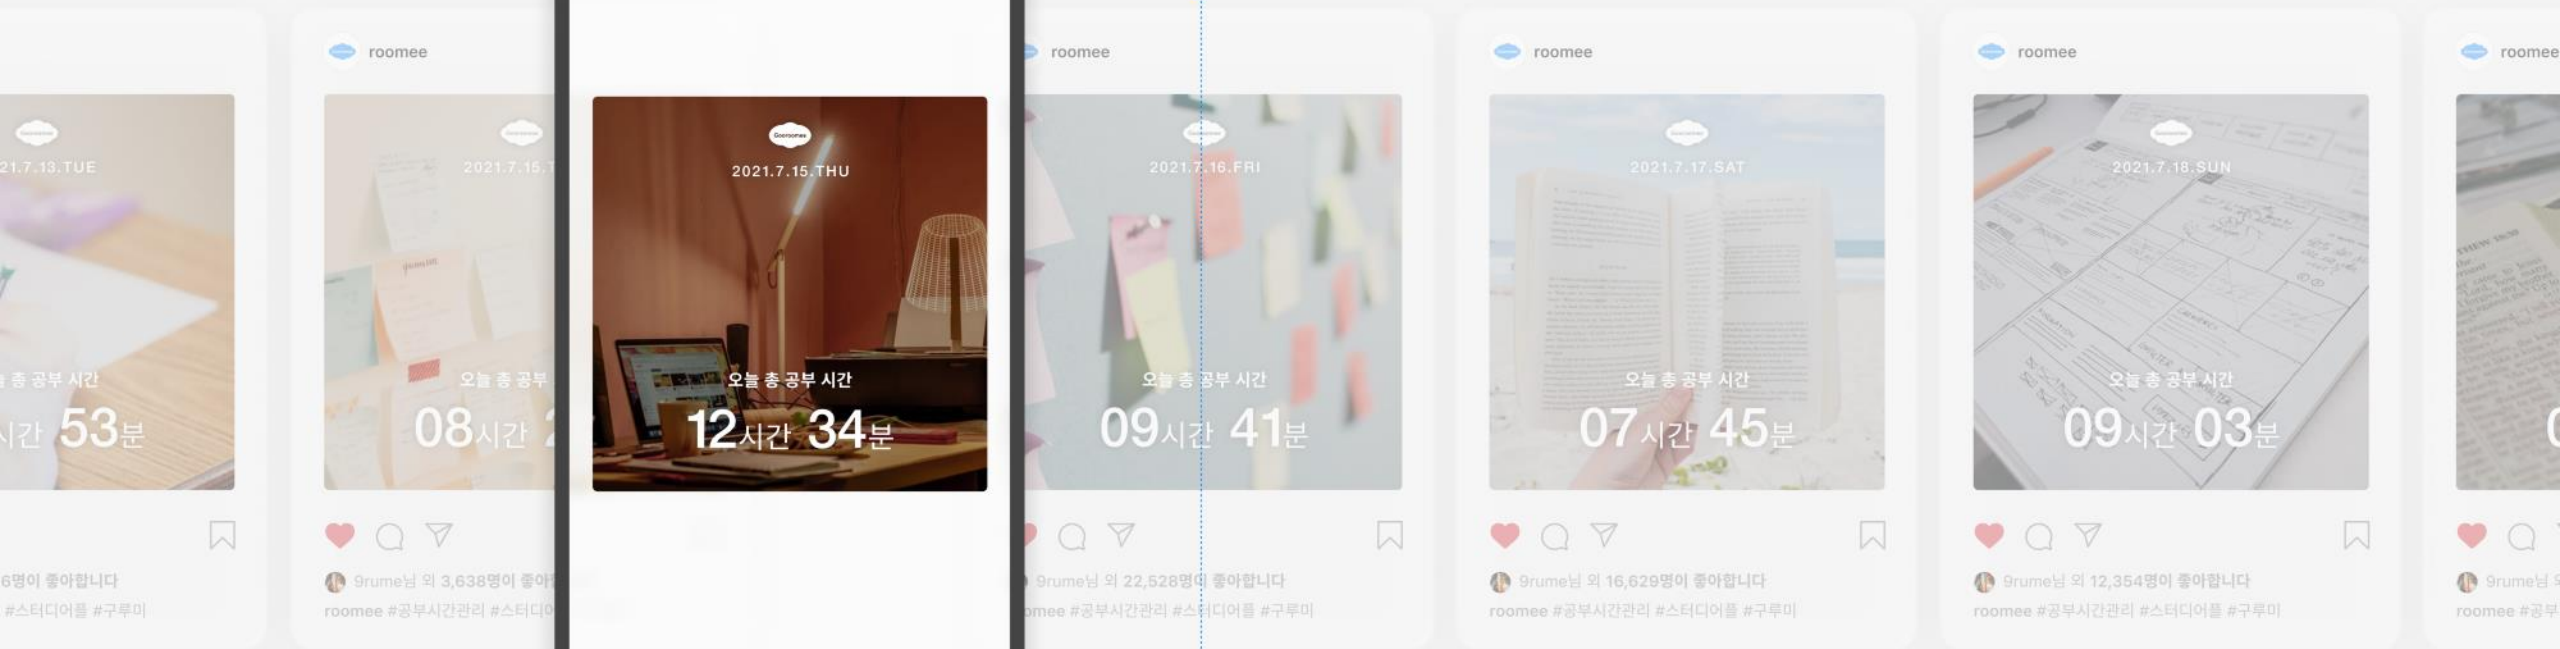 21.7.13.TUE
총 공부 시간
시간 53분
6명이 좋아합니다
#스터디어플 #구루미
roomee
2021.7.15.T
오늘 총 공부
08시간 2
9rume님 외 3,638명이 좋아
roomee #공부시간관리 #스터디어
Gooroomee
2021.7.15.THU
오늘 총 공부 시간
12시간 34분
roomee
2021.7.16.FRI
오늘 총 공부 시간
09시간 41분
9rume님 외 22,528명이 좋아합니다
omee #공부시간관리 #스터디어플 #구루미
roomee
2021.7.17.SAT
오늘 총 공부 시간
07시간 45분
9rume님 외 16,629명이 좋아합니다
roomee #공부시간관리 #스터디어플 #구루미
roomee
2021.7.18.SUN
오늘 총 공부 시간
09시간 03분
9rume님 외 12,354명이 좋아합니다
roomee #공부시간관리 #스터디어플 #구루미
roomee
0
9rume님 외
roomee #공부